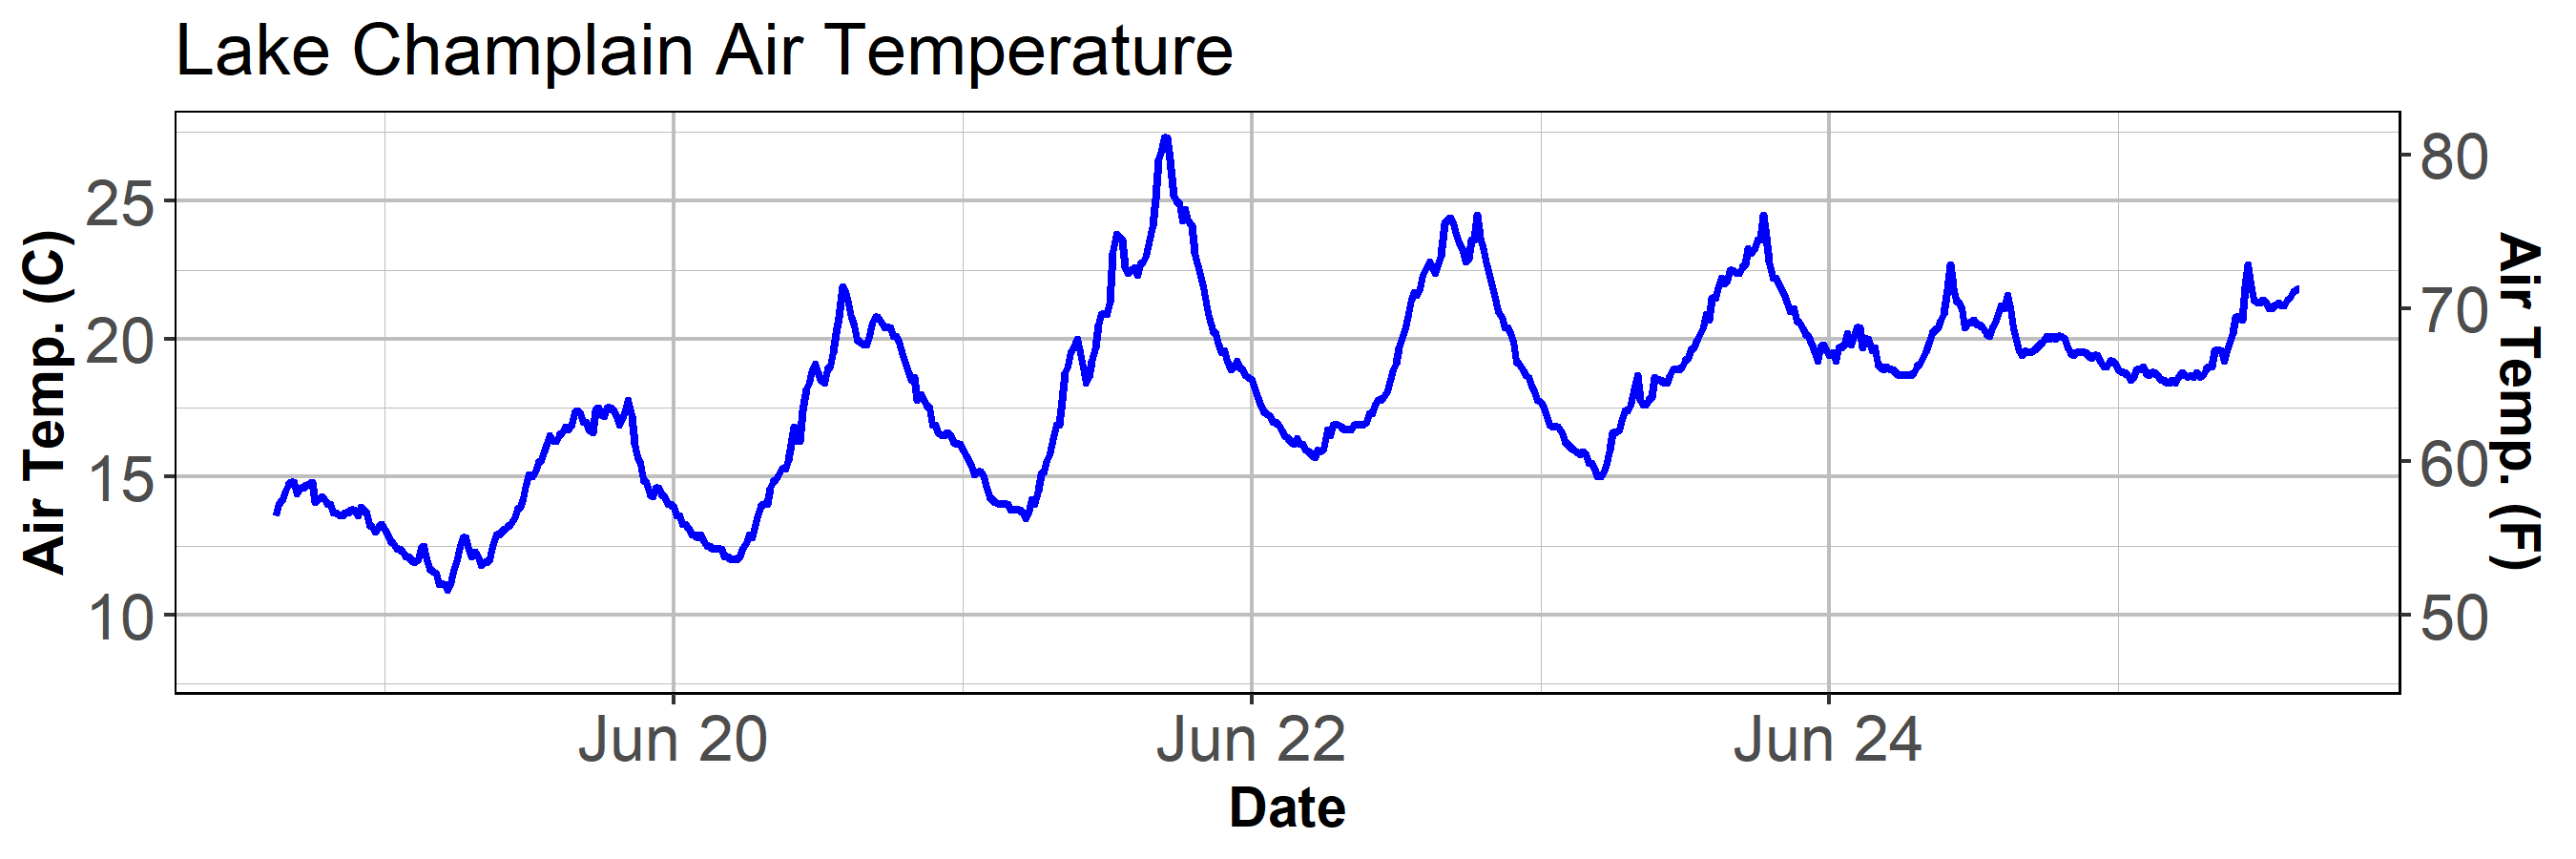 Lake Champlain Air Temperature
Air Temp. (C)
25
20
15
10
80
70
60
50
Air Temp. (F)
Jun 20
Jun 22
Jun 24
Date